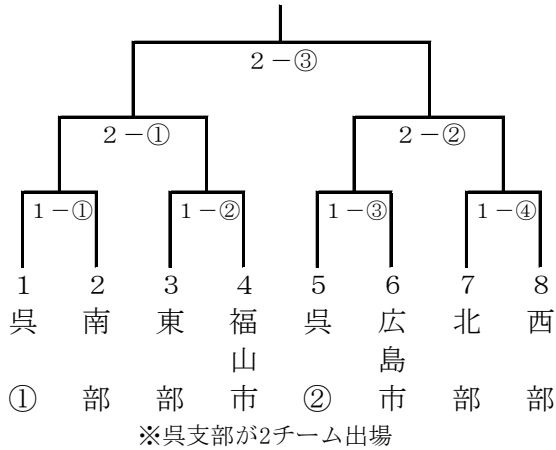 2－③
2－①　2－②
1－①　1－②　1－③　1－④
1　2　3　4　5　6　7　8
呉①　南部　東部　福山市　呉②　広島市　北部　西部
※呉支部が2チーム出場